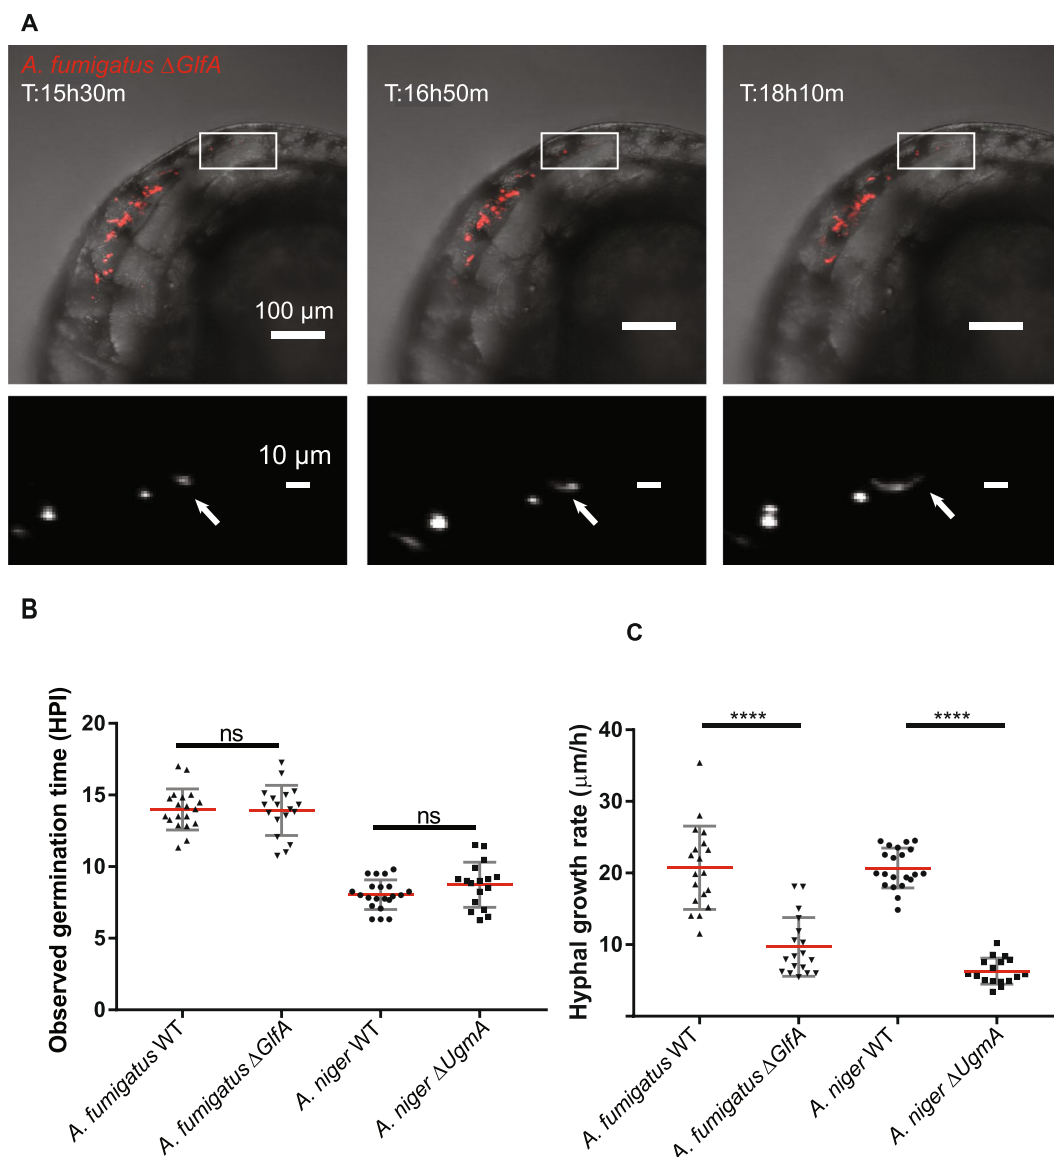 A
A. fumigatus ΔGlfA
T:15h30m
T:16h50m
T:18h10m
100 µm
10 µm
B
C
Observed germination time (HPI)
20
15
10
5
0
ns
ns
A. fumigatus WT
A. fumigatus ΔGlfA
A. niger WT
A. niger ΔUgmA
Hyphal growth rate (µm/h)
40
30
20
10
****
****
A. fumigatus WT
A. fumigatus ΔGlfA
A. niger WT
A. niger ΔUgmA